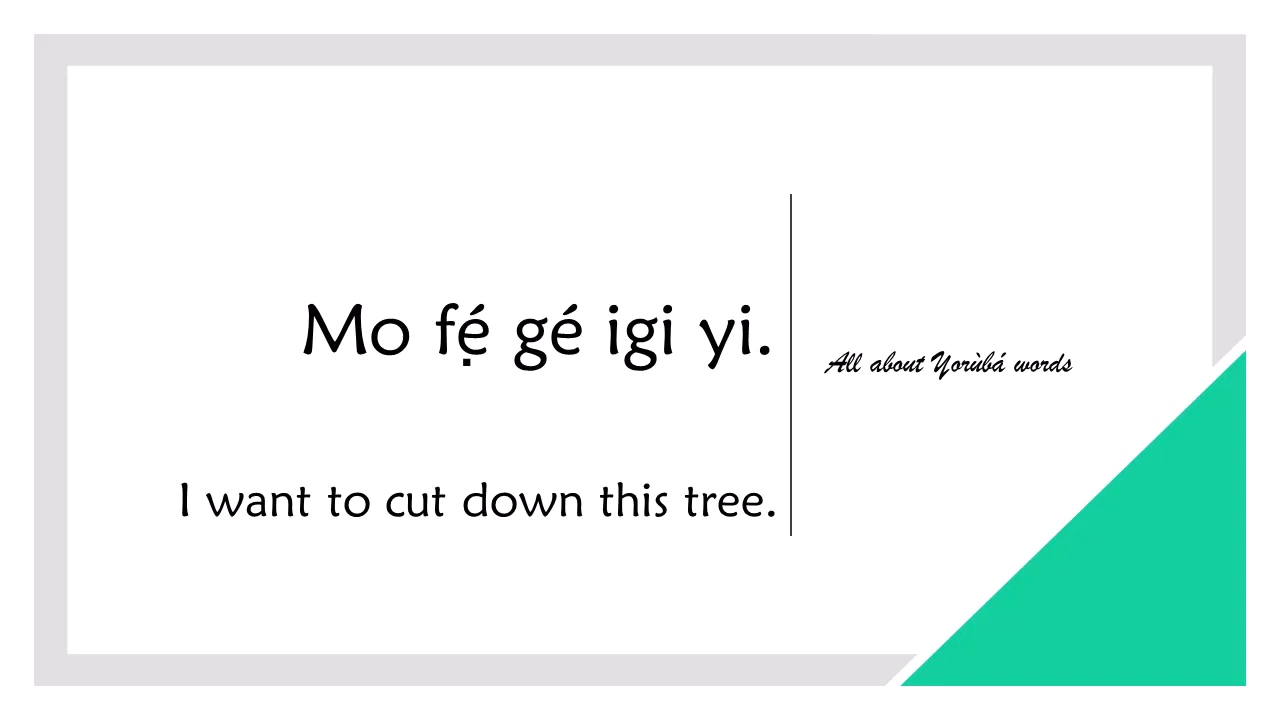 Mo fẹ́ gé igi yi.
I want to cut down this tree.
All about Yorùbá words